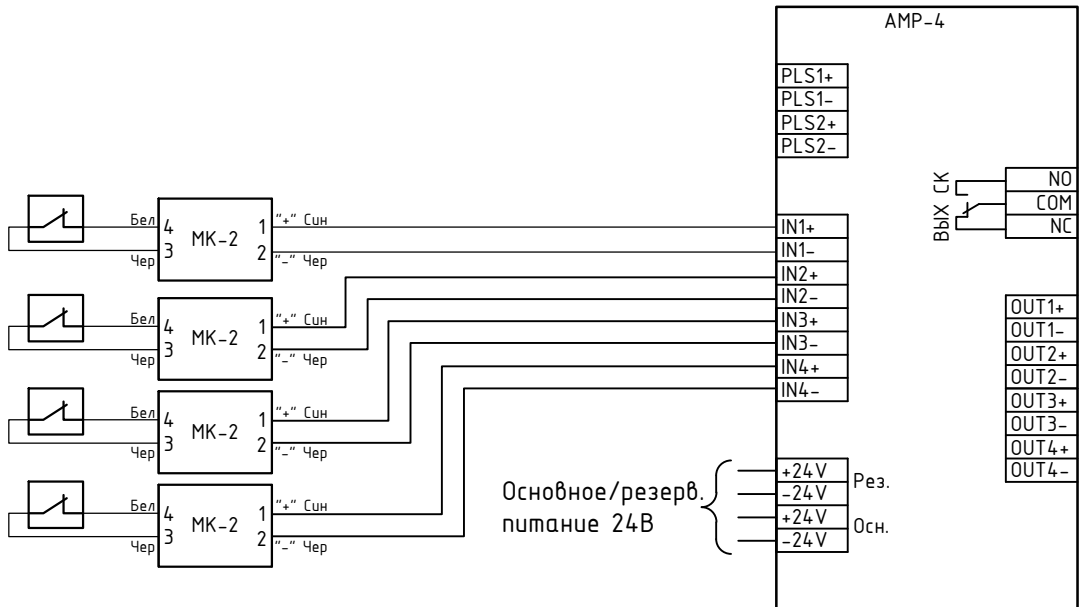 АМР-4
PLS1+
PLS1-
PLS2+
PLS2-
ВЫХ СК
NO
COM
NC
Бел 4 МК-2 1 "+" Син
Чер 3 2 "-" Чер
Бел 4 МК-2 1 "+" Син
Чер 3 2 "-" Чер
Бел 4 МК-2 1 "+" Син
Чер 3 2 "-" Чер
Бел 4 МК-2 1 "+" Син
Чер 3 2 "-" Чер
IN1+
IN1-
IN2+
IN2-
IN3+
IN3-
IN4+
IN4-
OUT1+
OUT1-
OUT2+
OUT2-
OUT3+
OUT3-
OUT4+
OUT4-
Основное/резерв.
питание 24В
+24V
-24V
Рез.
+24V
-24V
Осн.